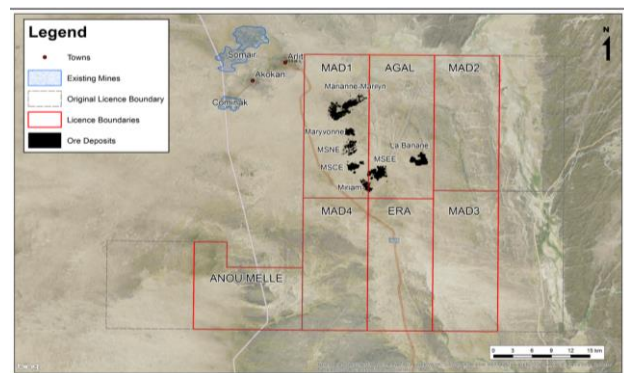 Legend
Towns
Existing Mines
Original Licence Boundary
Licence Boundaries
Ore Deposits
N
Somair
Arlit
Akokan
Cominak
MAD1
AGAL
MAD2
Marianne-Marilyn
Maryvonne
MSNE
La Banane
MSCE
MSEE
Miriam
MAD4
ERA
MAD3
ANOU MELLE
0 3 6 9 12 15 km